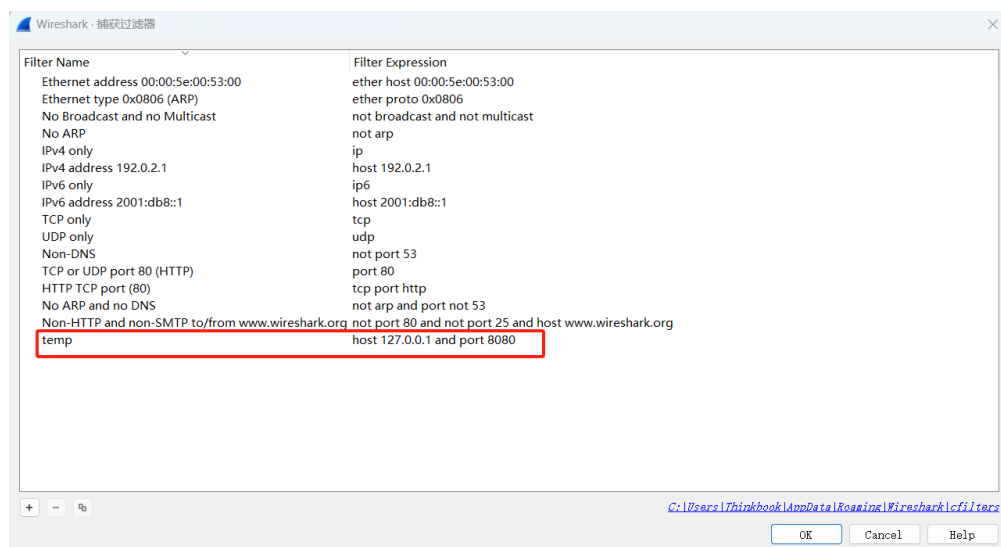 Wireshark · 捕获过滤器
Filter Name Filter Expression
Ethernet address 00:00:5e:00:53:00 ether host 00:00:5e:00:53:00
Ethernet type 0x0806 (ARP) ether proto 0x0806
No Broadcast and no Multicast not broadcast and not multicast
No ARP not arp
IPv4 only ip
IPv4 address 192.0.2.1 host 192.0.2.1
IPv6 only ip6
IPv6 address 2001:db8::1 host 2001:db8::1
TCP only tcp
UDP only udp
Non-DNS not port 53
TCP or UDP port 80 (HTTP) port 80
HTTP TCP port (80) tcp port http
No ARP and no DNS not arp and port not 53
Non-HTTP and non-SMTP to/from www.wireshark.org not port 80 and not port 25 and host www.wireshark.org
temp host 127.0.0.1 and port 8080
C:\Users\Thinkbook\AppData\Roaming\Wireshark\cfilters
OK Cancel Help